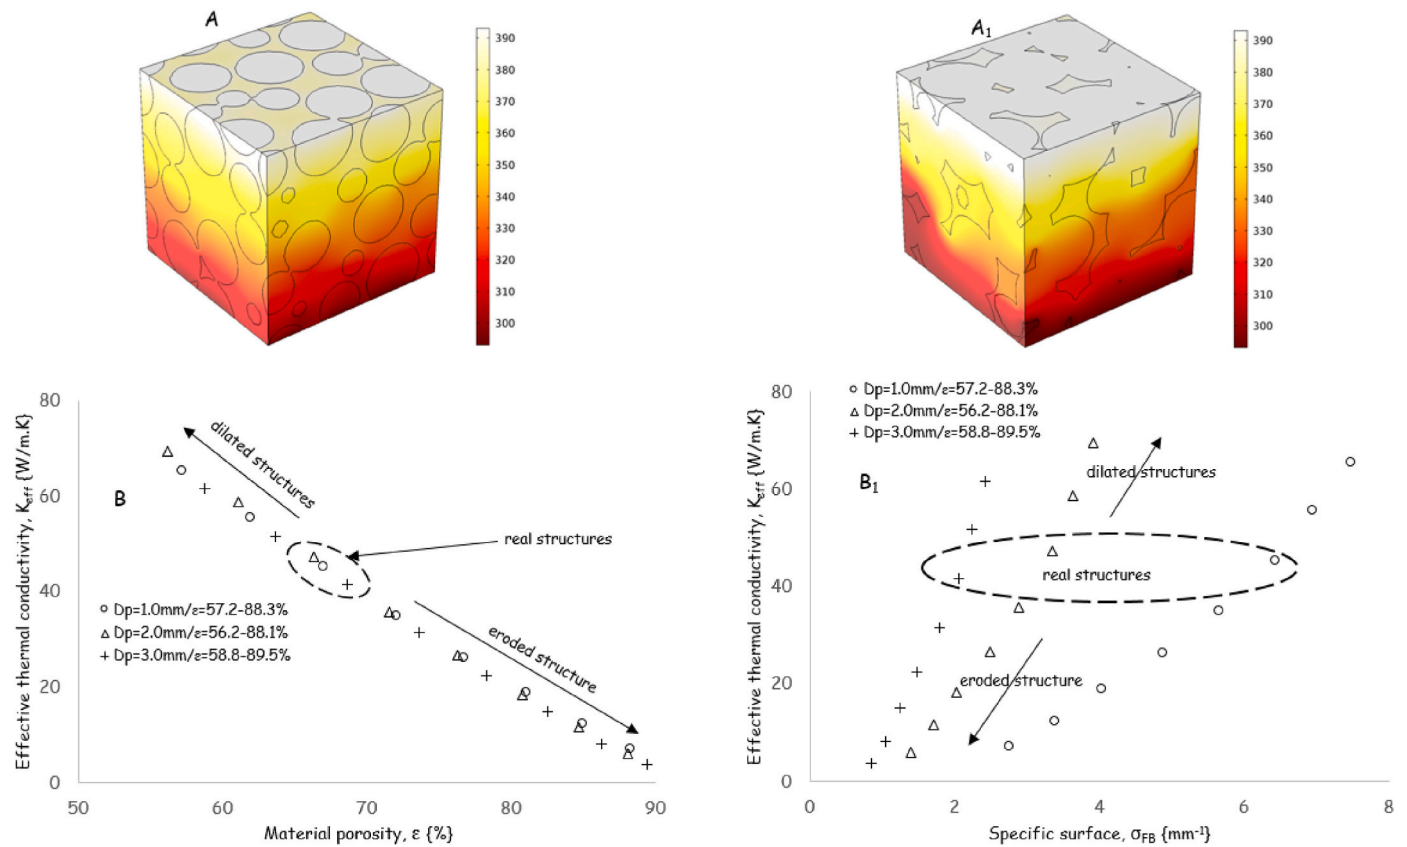 A
390
380
370
360
350
340
330
320
310
300
A1
390
380
370
360
350
340
330
320
310
300
Effective thermal conductivity, Keff {W/m.K}
80
60
40
20
0
50
60
70
80
90
Material porosity, ε {%}
B
dilated structures
real structures
eroded structure
Dp=1.0mm/ε=57.2-88.3%
Dp=2.0mm/ε=56.2-88.1%
Dp=3.0mm/ε=58.8-89.5%
Effective thermal conductivity, Keff {W/m.K}
80
60
40
20
0
0
2
4
6
8
Specific surface, σFB {mm-1}
Dp=1.0mm/ε=57.2-88.3%
Dp=2.0mm/ε=56.2-88.1%
Dp=3.0mm/ε=58.8-89.5%
B1
dilated structures
real structures
eroded structure